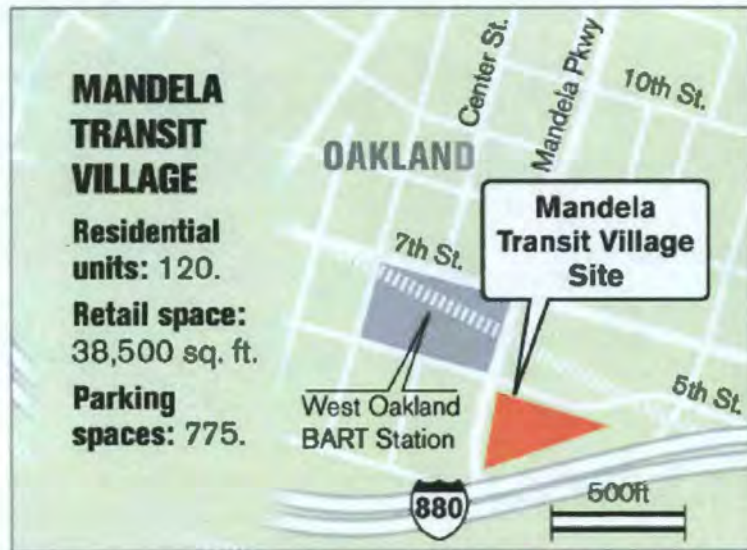 MANDELA
TRANSIT
VILLAGE
Residential
units: 120.
Retail space:
38,500 sq. ft.
Parking
spaces: 775.
OAKLAND
Center St.
Mandela Pkwy
10th St.
7th St.
Mandela
Transit Village
Site
West Oakland
BART Station
5th St.
880
500ft